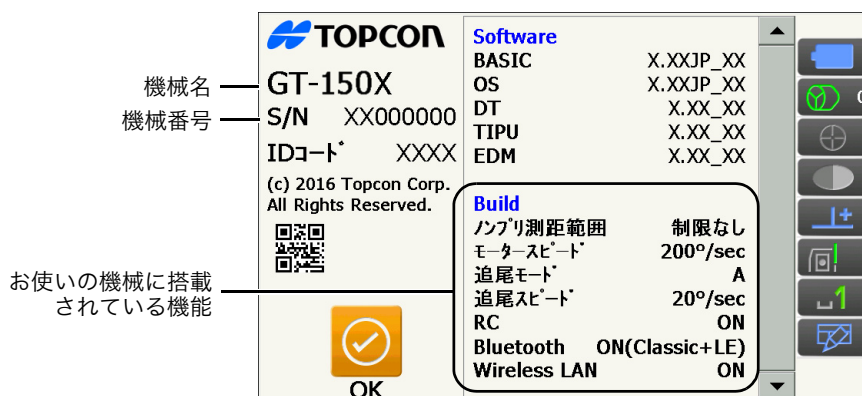 TOPCON
機械名
GT-150X
機械番号
S/N XX000000
IDコード XXXX
(c) 2016 Topcon Corp.
All Rights Reserved.
お使いの機械に搭載
されている機能
OK
Software
BASIC X.XXJP_XX
OS X.XXJP_XX
DT X.XX_XX
TIPU X.XX_XX
EDM X.XX_XX
Build
ノンプリ測距範囲 制限なし
モータースピード 200º/sec
追尾モード A
追尾スピード 20º/sec
RC ON
Bluetooth ON(Classic+LE)
Wireless LAN ON